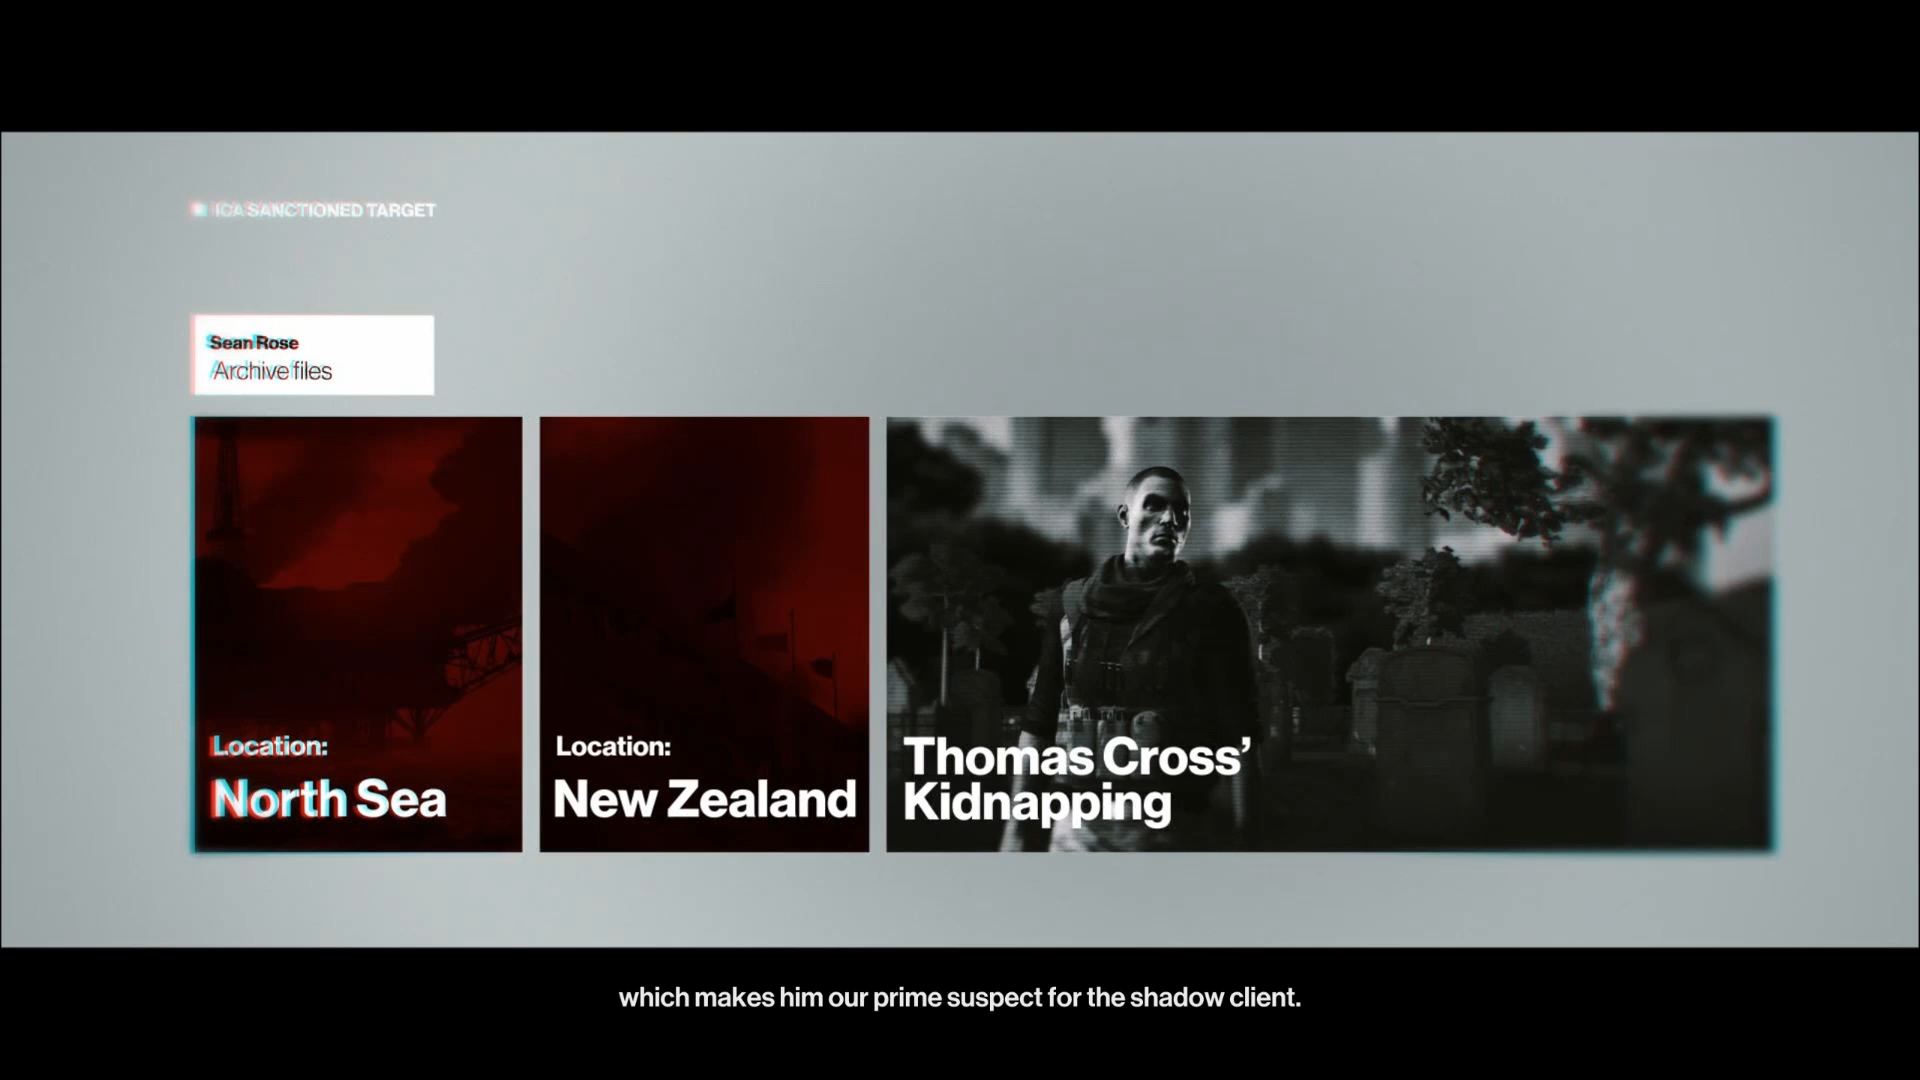 ICA SANCTIONED TARGET
Sean Rose
Archive files
Location:
North Sea
Location:
New Zealand
Thomas Cross’
Kidnapping
which makes him our prime suspect for the shadow client.